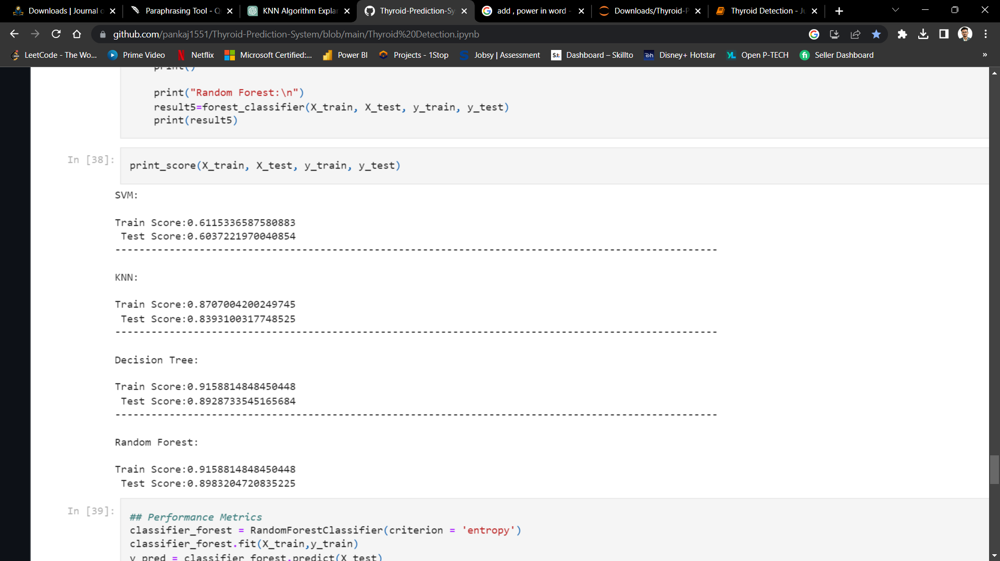 Downloads | Journal o
Paraphrasing Tool - Q
KNN Algorithm Explar
Thyroid-Prediction-Sy
add , power in word -
Downloads/Thyroid-P
Thyroid Detection - Ju
github.com/pankaj1551/Thyroid-Prediction-System/blob/main/Thyroid%20Detection.ipynb
LeetCode - The Wo...
Prime Video
Netflix
Microsoft Certified:...
Power BI
Projects - 1Stop
Jobsy | Assessment
S.t
Dashboard – Skillto
Disney+ Hotstar
YL
Open P-TECH
fi
Seller Dashboard
»
print()
print("Random Forest:\n")
result5=forest_classifier(X_train, X_test, y_train, y_test)
print(result5)
In [38]:
print_score(X_train, X_test, y_train, y_test)
SVM:
Train Score:0.6115336587580883
Test Score:0.6037221970040854
----------------------------------------------------------------------------------------------------
KNN:
Train Score:0.8707004200249745
Test Score:0.8393100317748525
----------------------------------------------------------------------------------------------------
Decision Tree:
Train Score:0.9158814848450448
Test Score:0.8928733545165684
----------------------------------------------------------------------------------------------------
Random Forest:
Train Score:0.9158814848450448
Test Score:0.8983204720835225
In [39]:
## Performance Metrics
classifier_forest = RandomForestClassifier(criterion = 'entropy')
classifier_forest.fit(X_train,y_train)
y_pred = classifier_forest.predict(X_test)